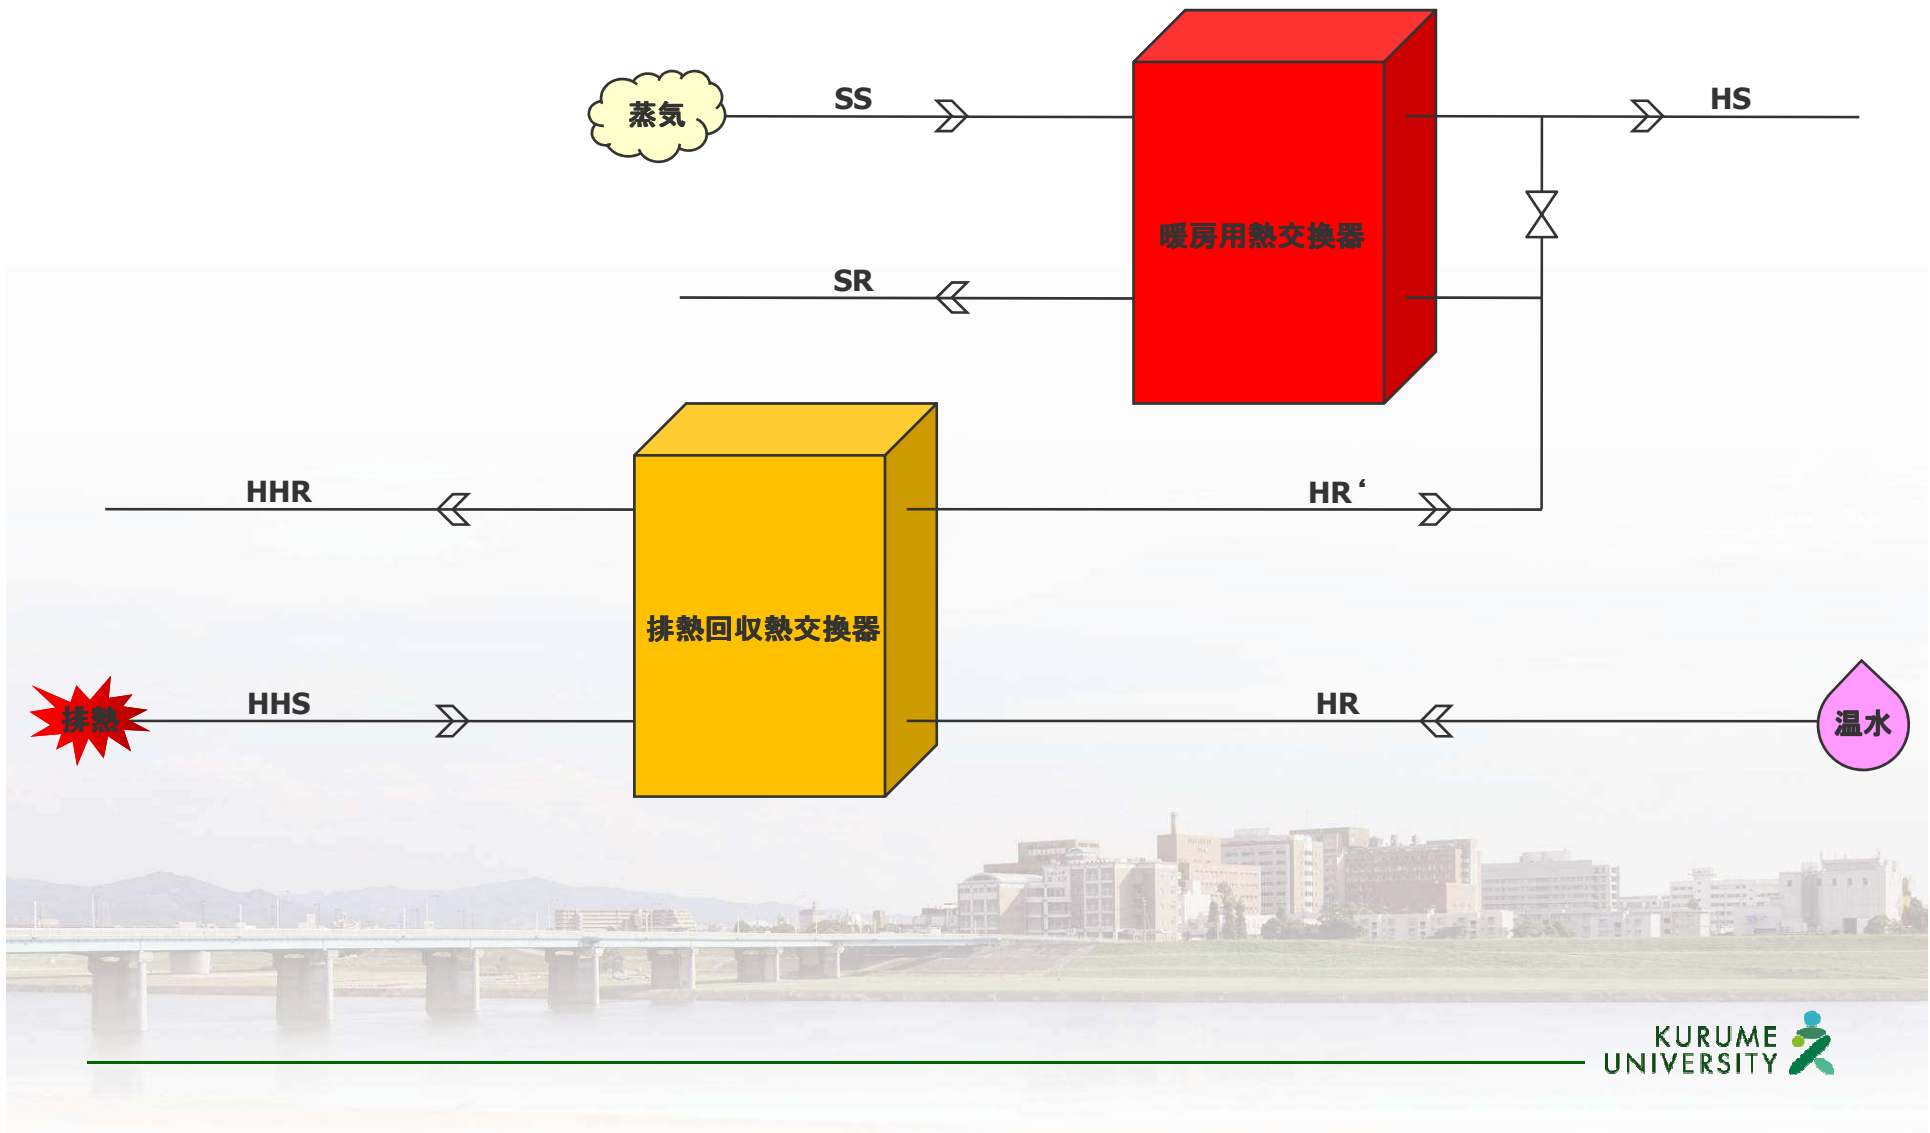 蒸気
SS
HS
暖房用熱交換器
SR
HHR
HR‘
排熱回収熱交換器
排熱
HHS
HR
温水
KURUME
UNIVERSITY